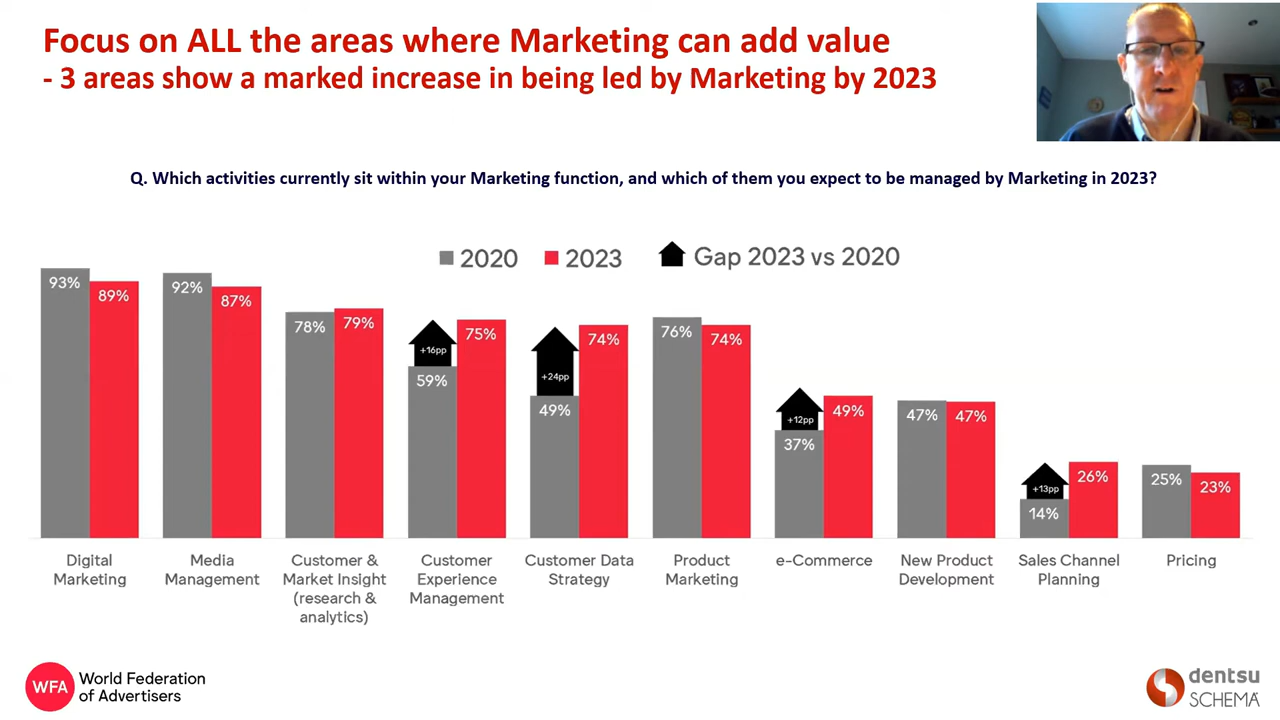 Focus on ALL the areas where Marketing can add value
- 3 areas show a marked increase in being led by Marketing by 2023
Q. Which activities currently sit within your Marketing function, and which of them you expect to be managed by Marketing in 2023?
2020
2023
Gap 2023 vs 2020
93%
89%
92%
87%
78%
79%
+16pp
59%
75%
+24pp
49%
74%
76%
74%
+12pp
37%
49%
47%
47%
+13pp
14%
26%
25%
23%
Digital
Marketing
Media
Management
Customer &
Market Insight
(research &
analytics)
Customer
Experience
Management
Customer Data
Strategy
Product
Marketing
e-Commerce
New Product
Development
Sales Channel
Planning
Pricing
WFA
World Federation
of Advertisers
dentsu
SCHEMA